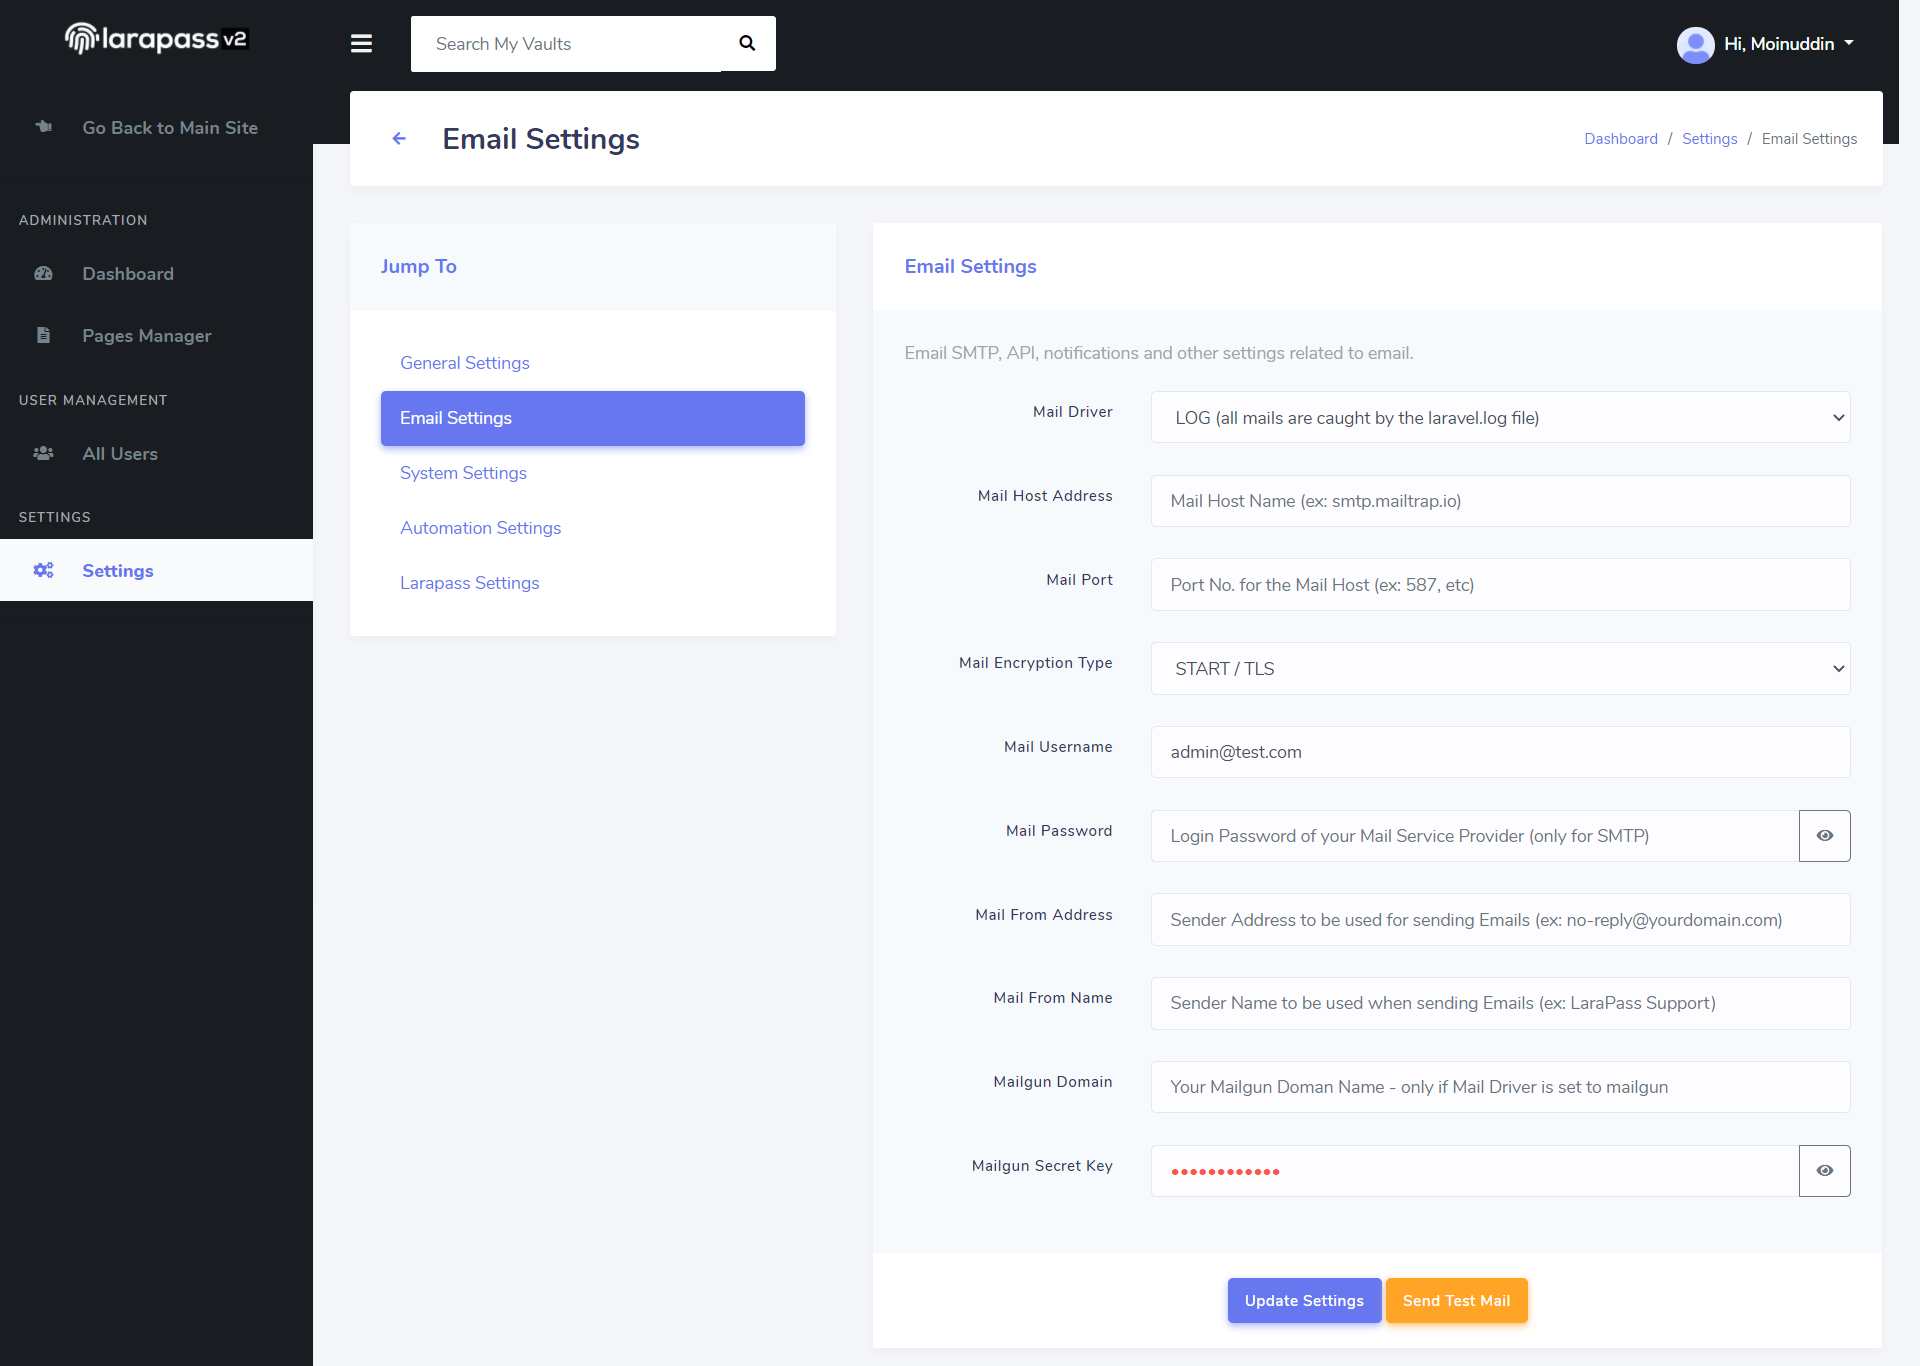 larapass v2
Search My Vaults
Hi, Moinuddin
Go Back to Main Site
ADMINISTRATION
Dashboard
Pages Manager
USER MANAGEMENT
All Users
SETTINGS
Settings
Email Settings
Dashboard / Settings / Email Settings
Jump To
General Settings
Email Settings
System Settings
Automation Settings
Larapass Settings
Email Settings
Email SMTP, API, notifications and other settings related to email.
Mail Driver
LOG (all mails are caught by the laravel.log file)
Mail Host Address
Mail Host Name (ex: smtp.mailtrap.io)
Mail Port
Port No. for the Mail Host (ex: 587, etc)
Mail Encryption Type
START / TLS
Mail Username
admin@test.com
Mail Password
Login Password of your Mail Service Provider (only for SMTP)
Mail From Address
Sender Address to be used for sending Emails (ex: no-reply@yourdomain.com)
Mail From Name
Sender Name to be used when sending Emails (ex: LaraPass Support)
Mailgun Domain
Your Mailgun Doman Name - only if Mail Driver is set to mailgun
Mailgun Secret Key
••••••••••••
Update Settings
Send Test Mail